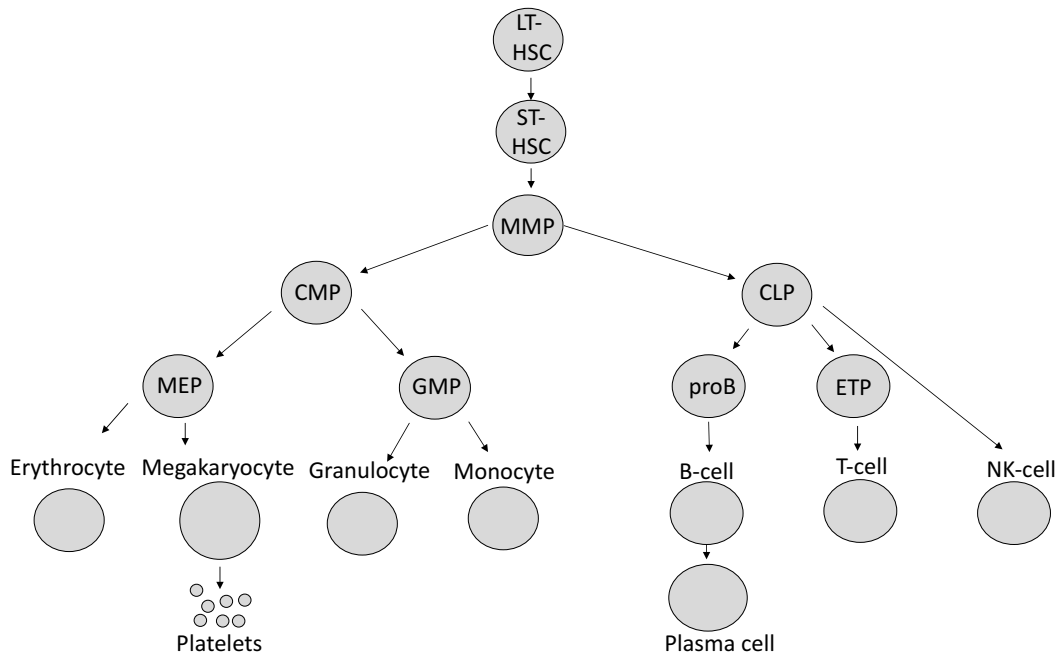 LT-
HSC
ST-
HSC
MMP
CMP
CLP
MEP
GMP
proB
ETP
Erythrocyte
Megakaryocyte
Granulocyte
Monocyte
B-cell
T-cell
NK-cell
Platelets
Plasma cell